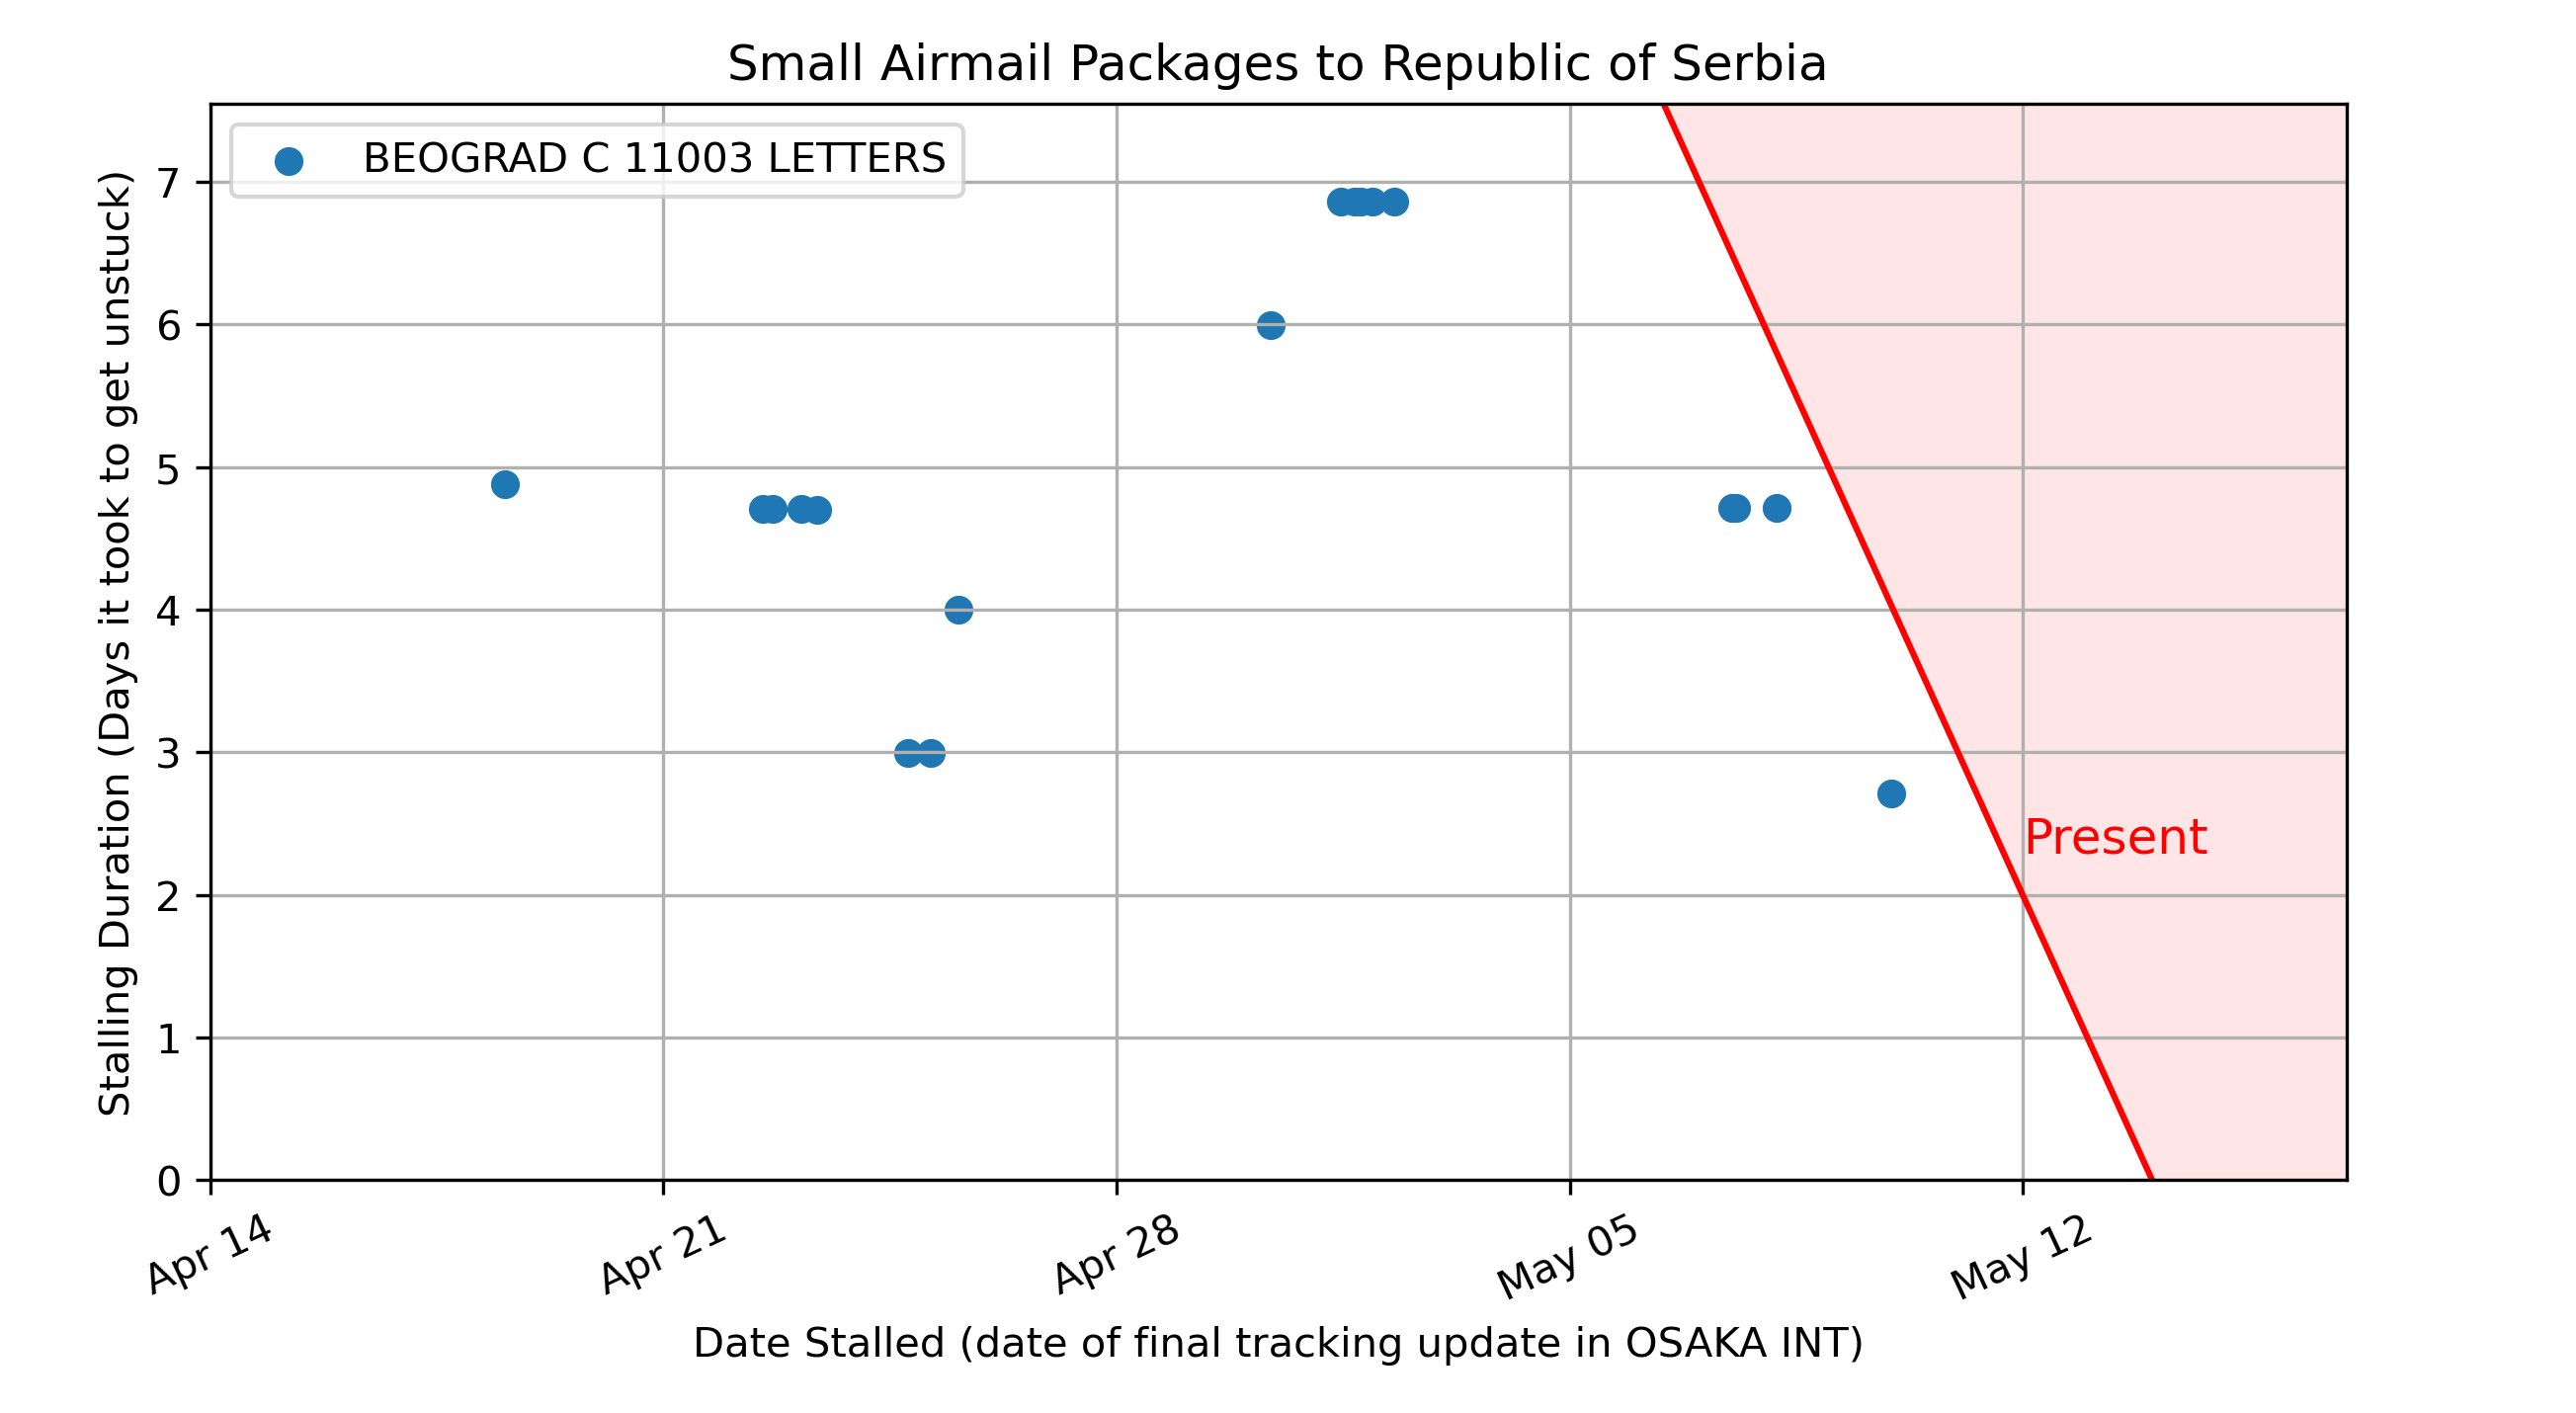 Small Airmail Packages to Republic of Serbia
BEOGRAD C 11003 LETTERS
Stalling Duration (Days it took to get unstuck)
7
6
5
4
3
2
1
0
Present
Apr 14
Apr 21
Apr 28
May 05
May 12
Date Stalled (date of final tracking update in OSAKA INT)